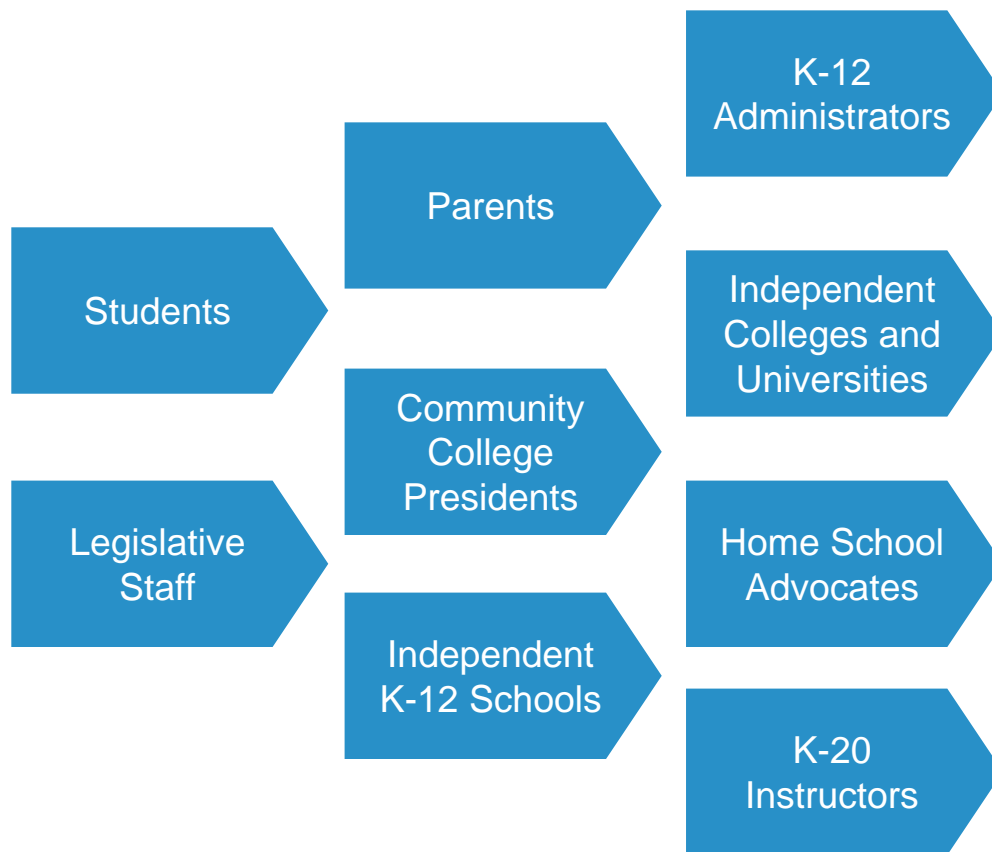 Students
Legislative
Staff
Parents
Community
College
Presidents
Independent
K-12 Schools
K-12
Administrators
Independent
Colleges and
Universities
Home School
Advocates
K-20
Instructors